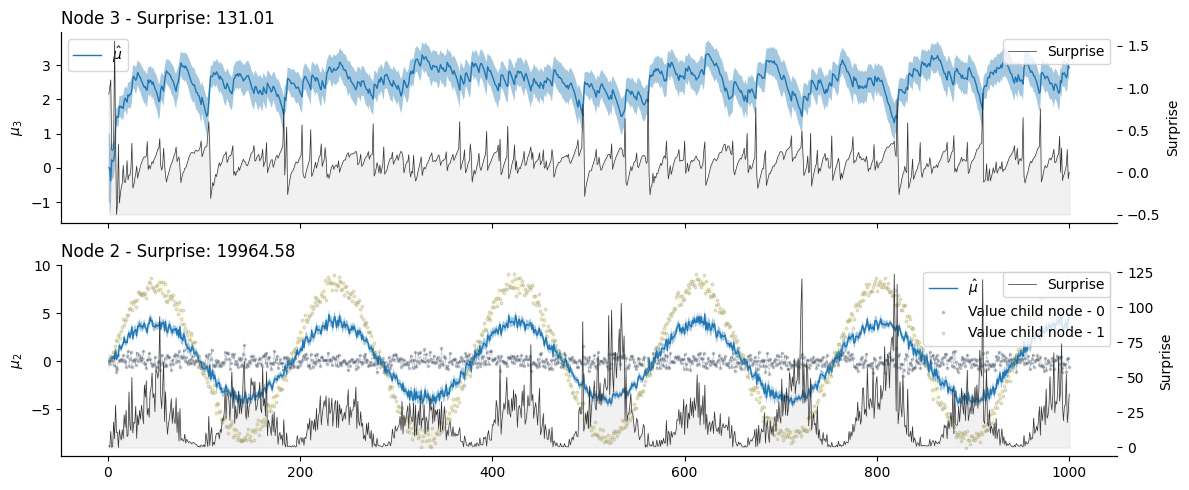 Node 3 - Surprise: 131.01
μ̂
Surprise
3
2
1
0
−1
μ₃
1.5
1.0
0.5
0.0
−0.5
Surprise
Node 2 - Surprise: 19964.58
μ̂
Value child node - 0
Value child node - 1
Surprise
10
5
0
−5
μ₂
125
100
75
50
25
0
Surprise
0 200 400 600 800 1000